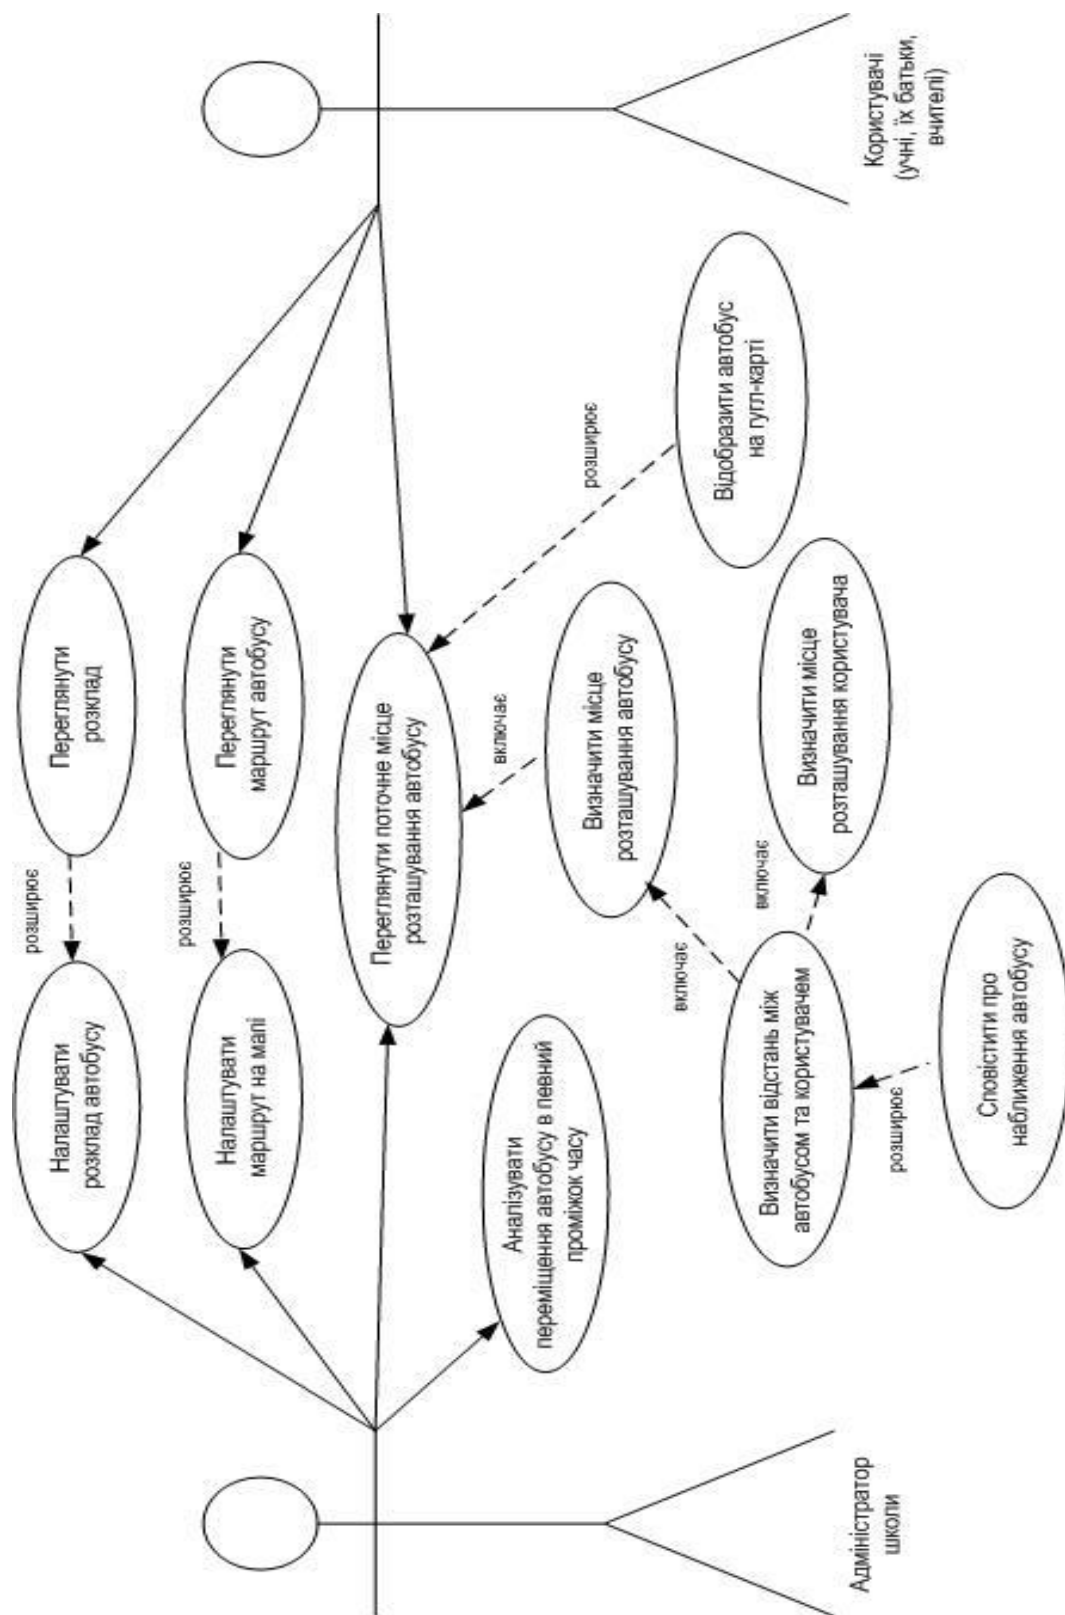 Налаштувати
розклад автобусу
розширює
Переглянути
розклад
Налаштувати
маршрут на мапі
розширює
Переглянути
маршрут автобусу
Переглянути поточне місце
розташування автобусу
Аналізувати
переміщення автобусу в певний
проміжок часу
включає
розширює
Визначити місце
розташування автобусу
Відобразити автобус
на гугл-карті
включає
включає
Визначити відстань між
автобусом та користувачем
Визначити місце
розташування користувача
розширює
Сповістити про
наближення автобусу
Адміністратор
школи
Користувачі
(учні, їх батьки,
вчителі)